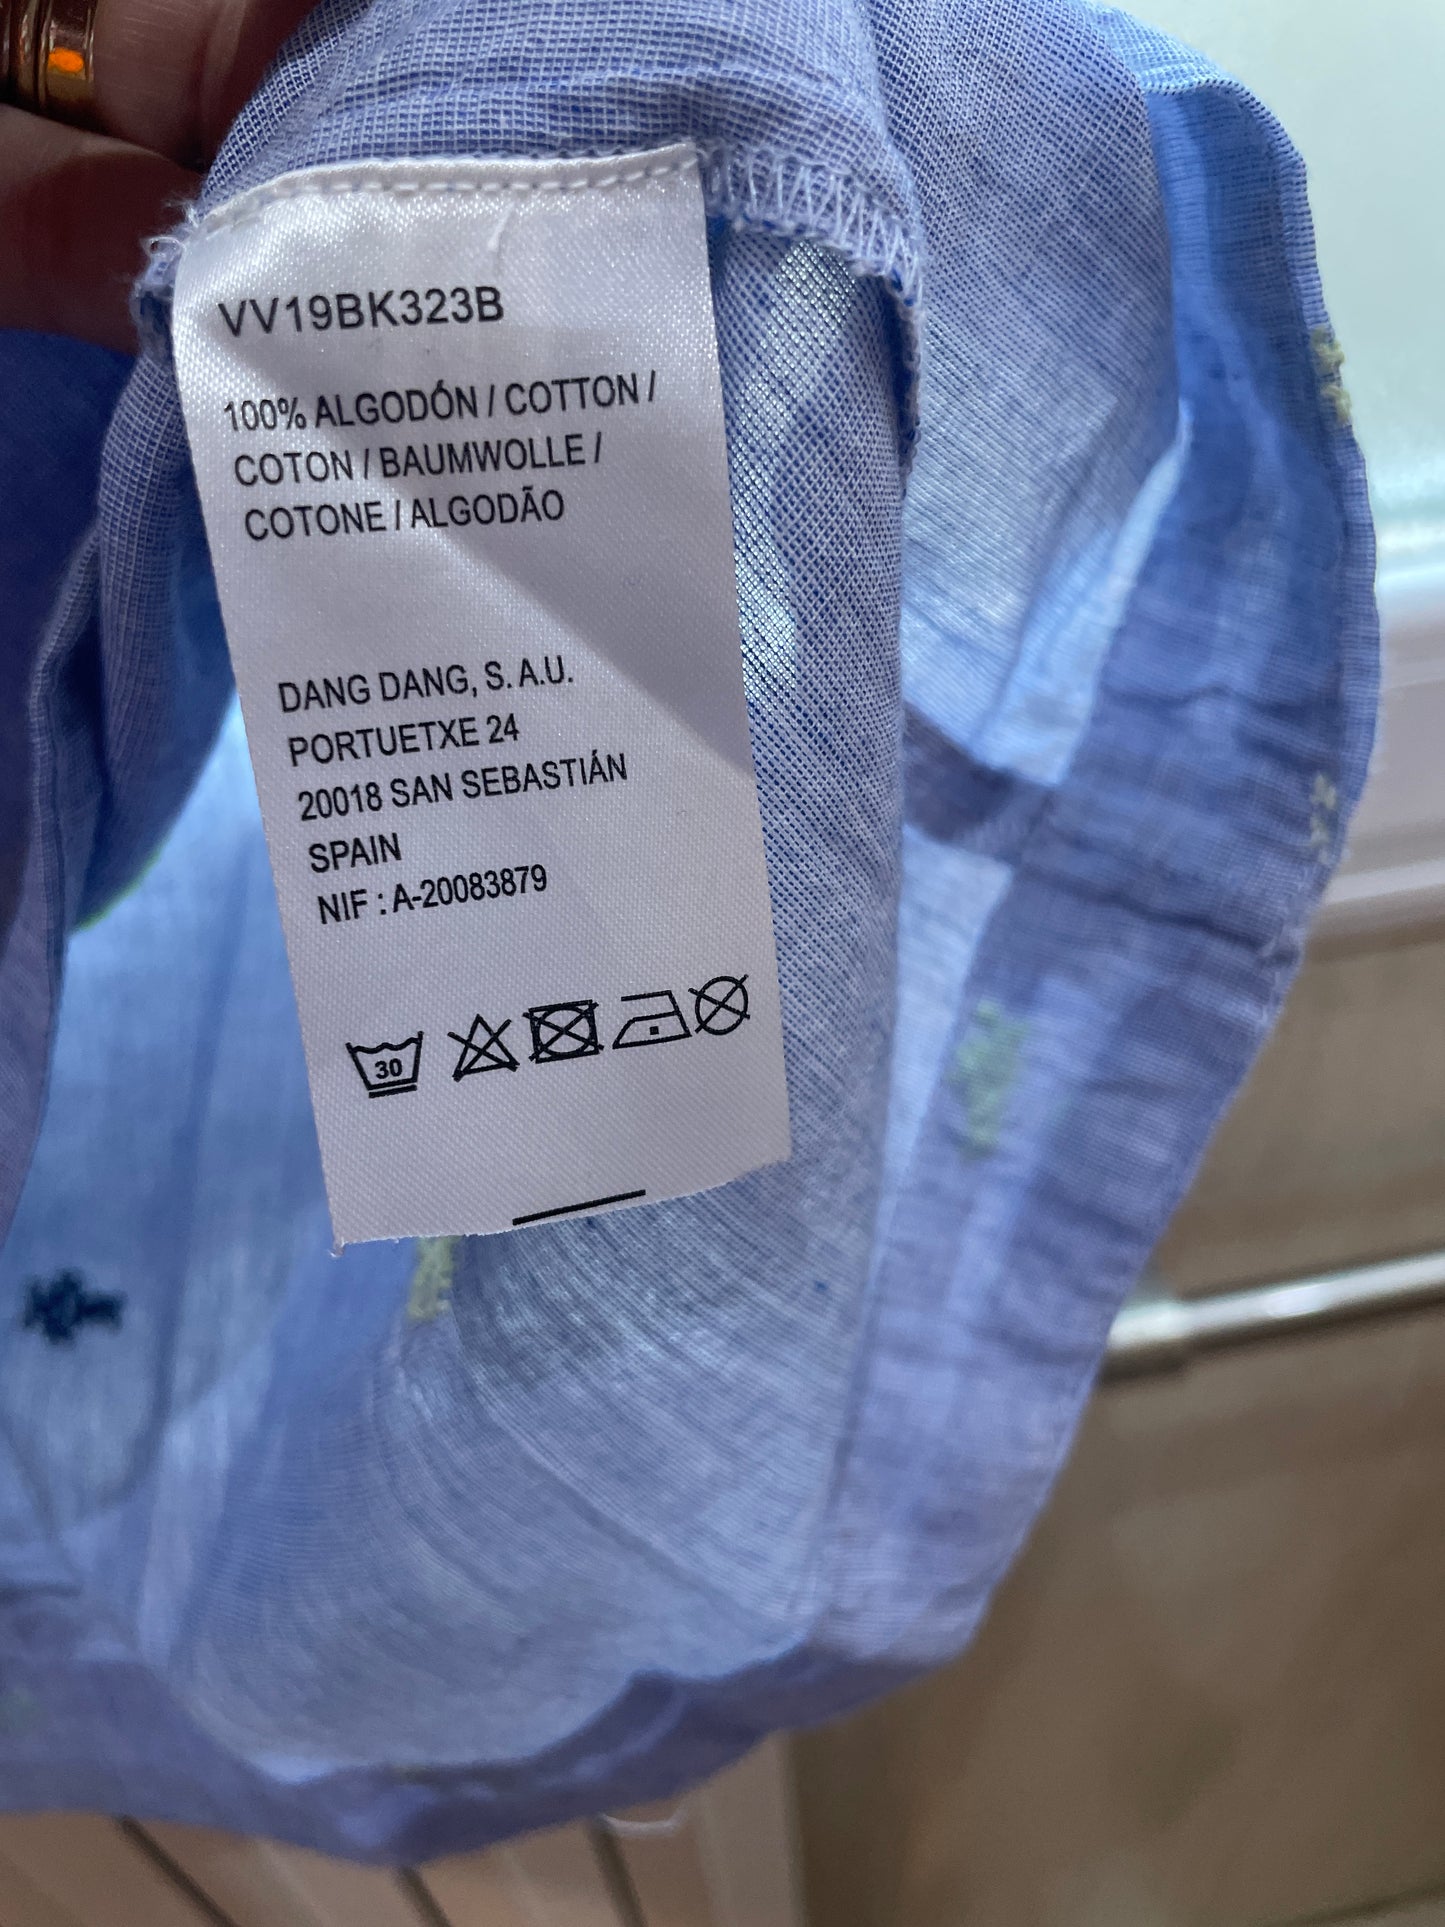 VV19BK323B
100% ALGODÓN / COTTON /
COTON / BAUMWOLLE /
COTONE / ALGODÃO
DANG DANG, S.A.U.
PORTUETXE 24
20018 SAN SEBASTIÁN
SPAIN
NIF : A-20083879
30